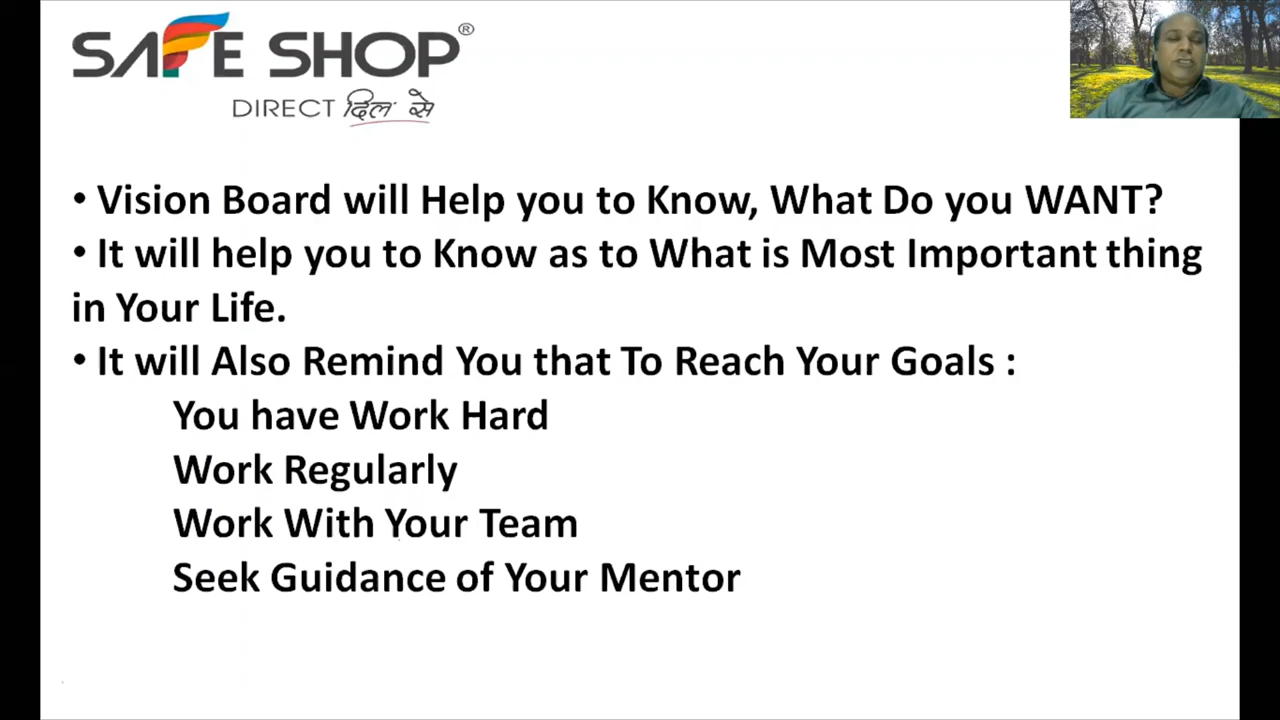 SAFE SHOP®
DIRECT दिल से
• Vision Board will Help you to Know, What Do you WANT?
• It will help you to Know as to What is Most Important thing
in Your Life.
• It will Also Remind You that To Reach Your Goals :
You have Work Hard
Work Regularly
Work With Your Team
Seek Guidance of Your Mentor